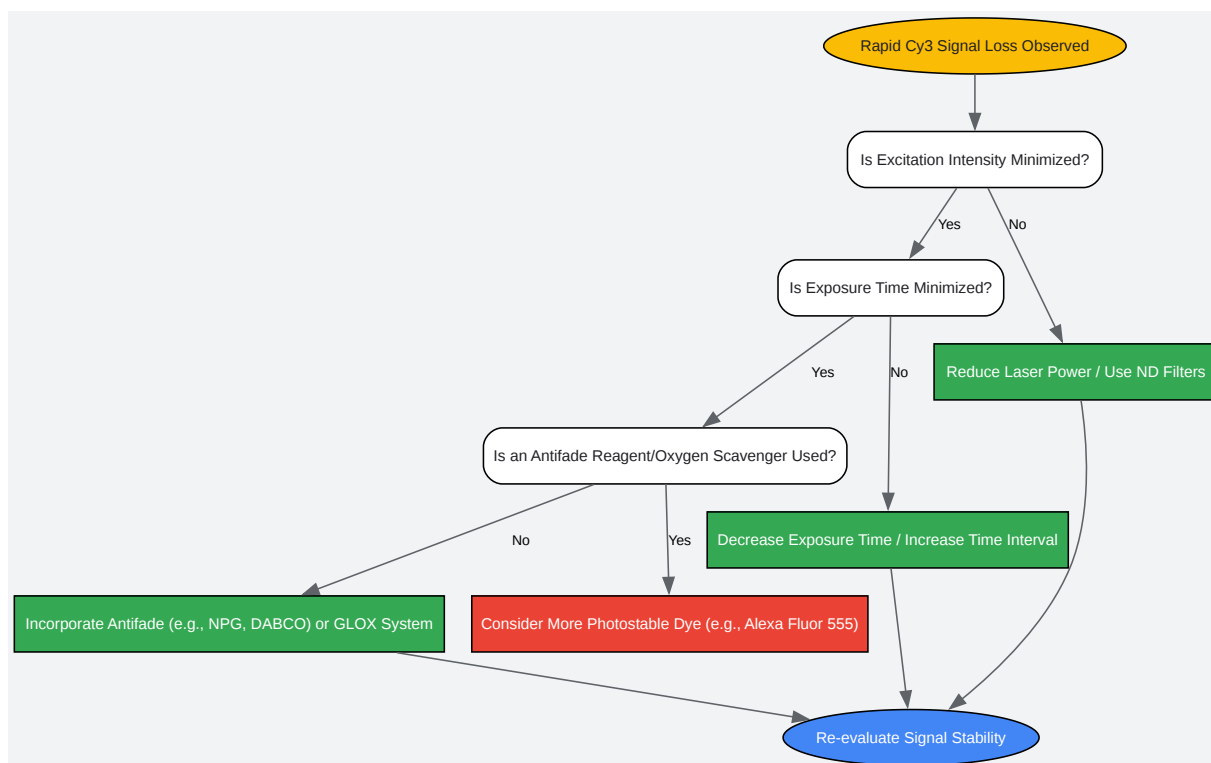 Rapid Cy3 Signal Loss Observed
Is Excitation Intensity Minimized?
Yes
No
Is Exposure Time Minimized?
Yes
No
Reduce Laser Power / Use ND Filters
Is an Antifade Reagent/Oxygen Scavenger Used?
No
Yes
Decrease Exposure Time / Increase Time Interval
Incorporate Antifade (e.g., NPG, DABCO) or GLOX System
Consider More Photostable Dye (e.g., Alexa Fluor 555)
Re-evaluate Signal Stability